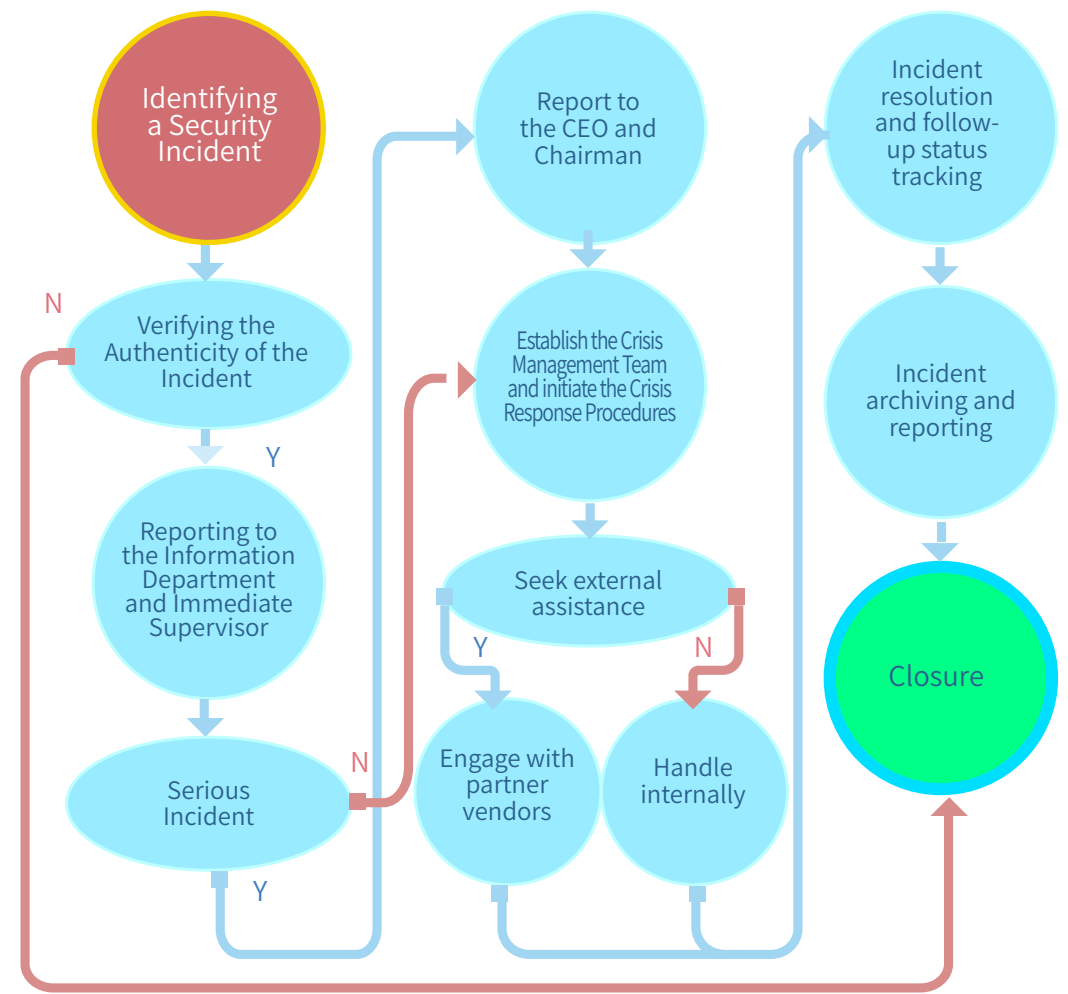 Identifying
a Security
Incident
N
Verifying the
Authenticity of the
Incident
Y
Reporting to
the Information
Department
and Immediate
Supervisor
Serious
Incident
N
Y
Report to
the CEO and
Chairman
Establish the Crisis
Management Team
and initiate the Crisis
Response Procedures
Seek external
assistance
Y
N
Engage with
partner
vendors
Handle
internally
Incident
resolution
and follow-
up status
tracking
Incident
archiving and
reporting
Closure